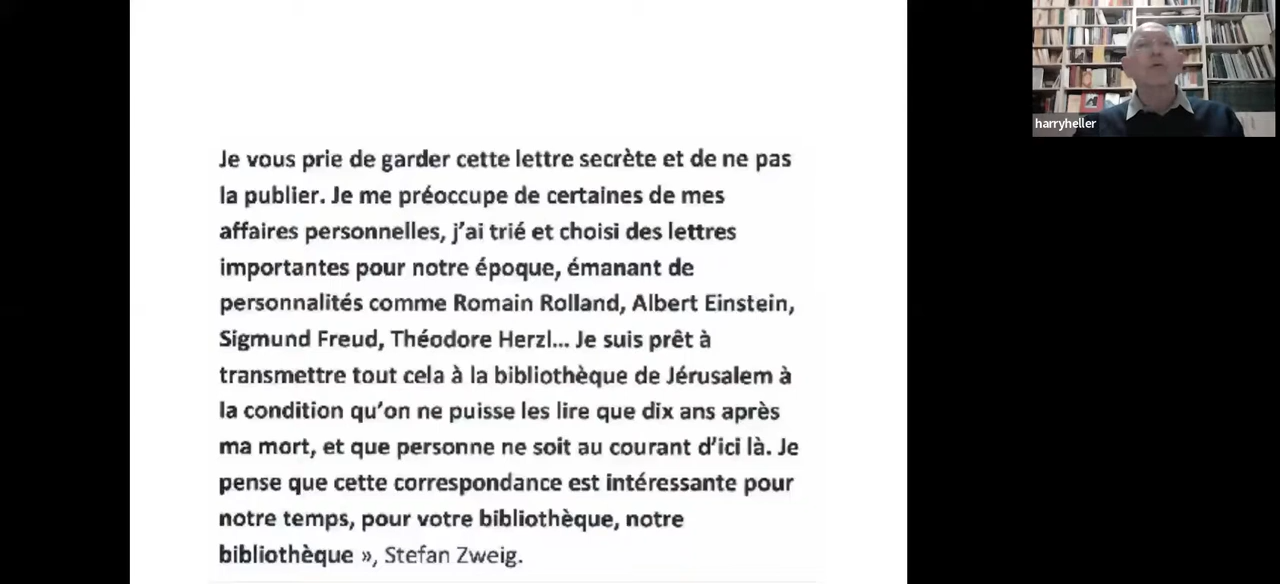 harryheller
Je vous prie de garder cette lettre secrète et de ne pas
la publier. Je me préoccupe de certaines de mes
affaires personnelles, j'ai trié et choisi des lettres
importantes pour notre époque, émanant de
personnalités comme Romain Rolland, Albert Einstein,
Sigmund Freud, Théodore Herzl... Je suis prêt à
transmettre tout cela à la bibliothèque de Jérusalem à
la condition qu'on ne puisse les lire que dix ans après
ma mort, et que personne ne soit au courant d'ici là. Je
pense que cette correspondance est intéressante pour
notre temps, pour votre bibliothèque, notre
bibliothèque », Stefan Zweig.